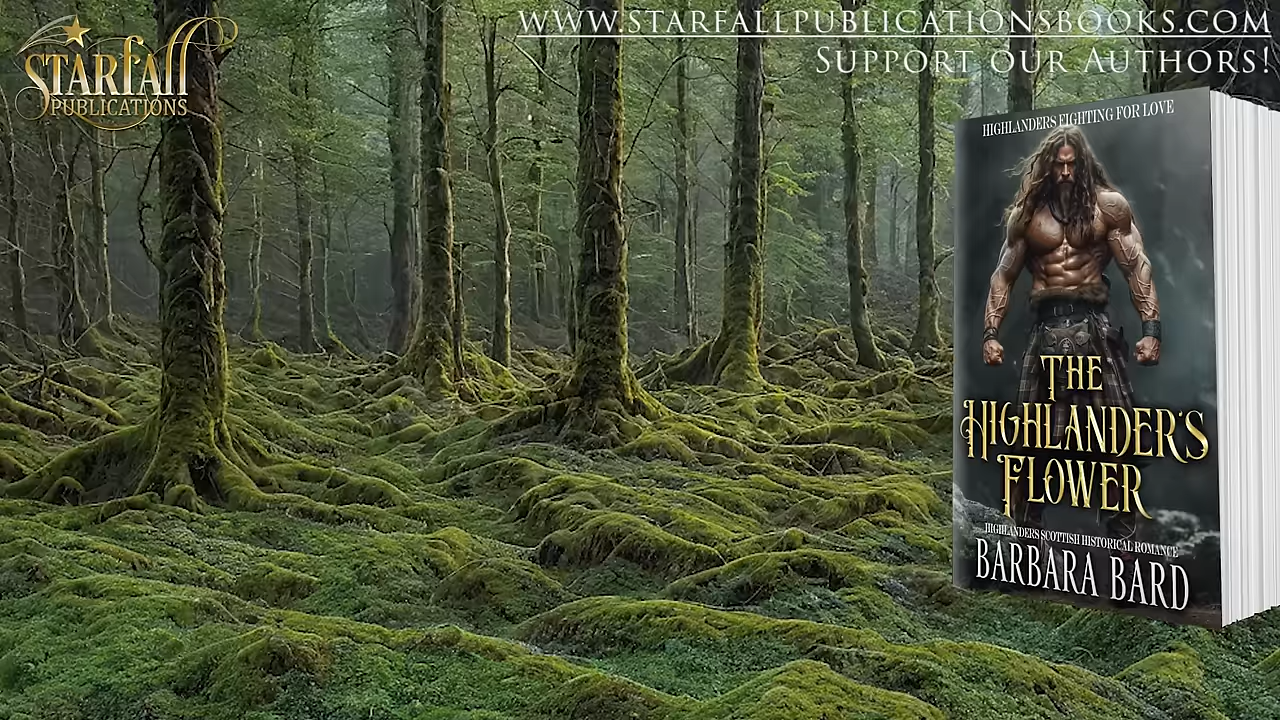 STARfall
PUBLICATIONS
WWW.STARFALLPUBLICATIONSBOOKS.COM
SUPPORT OUR AUTHORS!
HIGHLANDERS FIGHTING FOR LOVE
THE
HIGHLANDER'S
FLOWER
HIGHLANDERS SCOTTISH HISTORICAL ROMANCE
BARBARA BARD